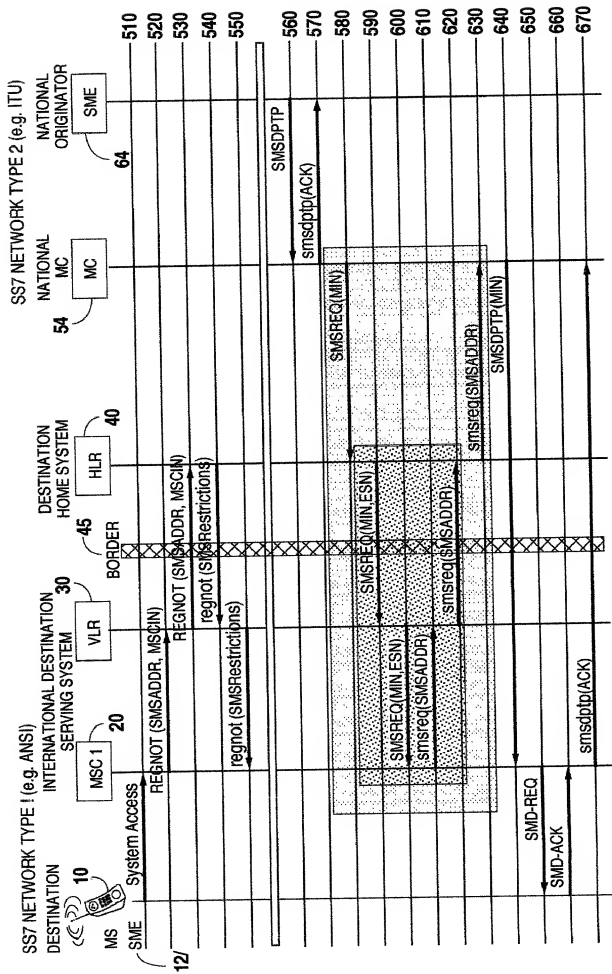 SS7 NETWORK TYPE ! (e.g. ANSI)
SS7 NETWORK TYPE 2 (e.g. ITU)
DESTINATION
10
MS
SME
12
INTERNATIONAL DESTINATION
SERVING SYSTEM
20
MSC 1
30
VLR
45
BORDER
DESTINATION
HOME SYSTEM
40
HLR
NATIONAL
MC
54
MC
NATIONAL
ORIGINATOR
64
SME
510
System Access
520
REGNOT (SMSADDR, MSCIN)
530
REGNOT (SMSADDR, MSCIN)
540
regnot (SMSRestrictions)
550
regnot (SMSRestrictions)
560
SMSDPTP
570
smsdptp(ACK)
580
SMSREQ(MIN)
590
SMSREQ(MIN,ESN)
600
SMSREQ(MIN,ESN)
610
smsreq(SMSADDR)
620
smsreq(SMSADDR)
630
smsreq(SMSADDR)
640
SMSDPTP(MIN)
650
SMD-REQ
660
SMD-ACK
670
smsdptp(ACK)